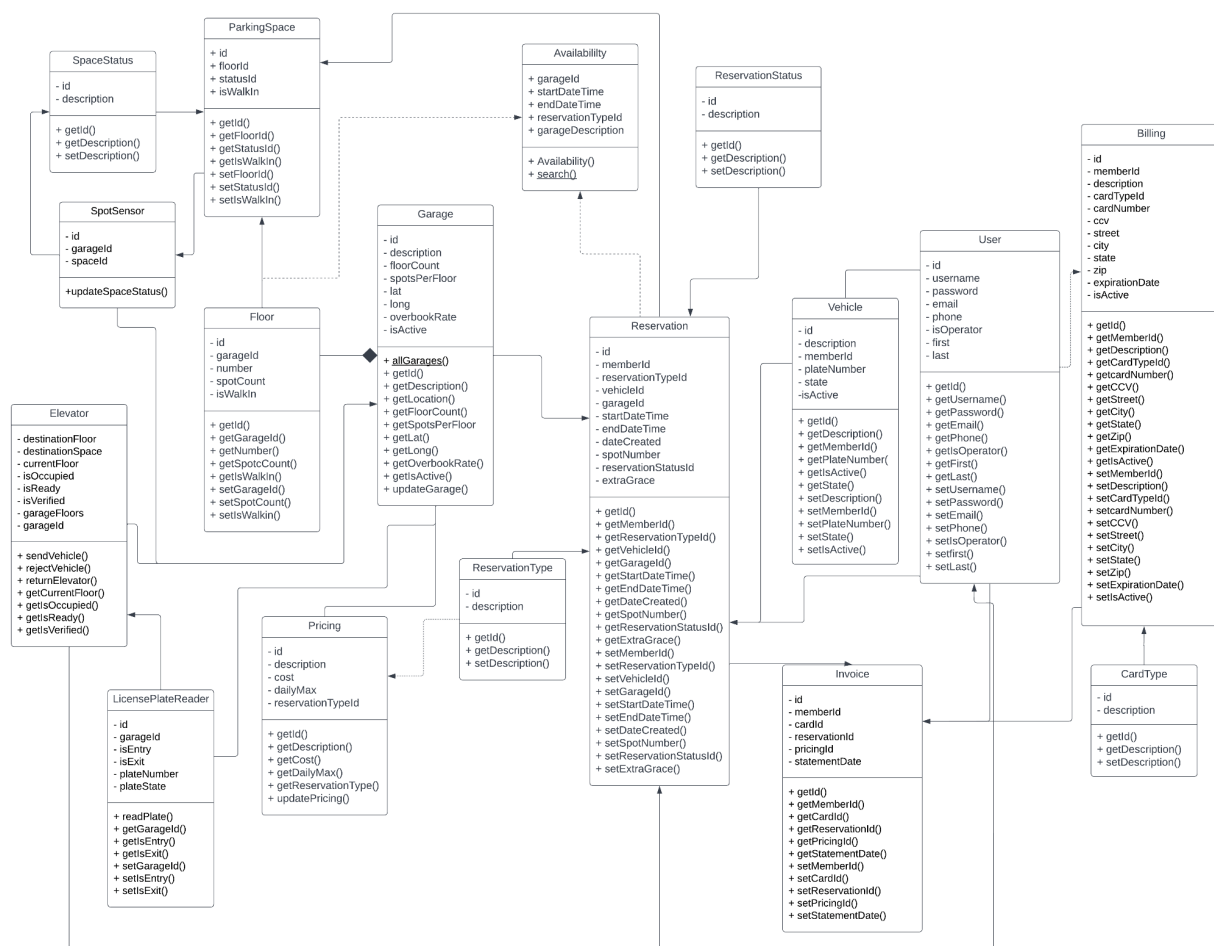 ParkingSpace
+ id
+ floorId
+ statusId
+ isWalkIn
+ getId()
+ getFloorId()
+ getStatusId()
+ getIsWalkIn()
+ setFloorId()
+ setStatusId()
+ setIsWalkIn()
SpaceStatus
- id
- description
+ getId()
+ getDescription()
+ setDescription()
Availabililty
+ garageId
+ startDateTime
+ endDateTime
+ reservationTypeId
+ garageDescription
+ Availability()
+ search()
ReservationStatus
- id
- description
+ getId()
+ getDescription()
+ setDescription()
Billing
- id
- memberId
- description
- cardTypeId
- cardNumber
- ccv
- street
- city
- state
- zip
- expirationDate
- isActive
+ getId()
+ getMemberId()
+ getDescription()
+ getCardTypeId()
+ getcardNumber()
+ getCCV()
+ getStreet()
+ getCity()
+ getState()
+ getZip()
+ getExpirationDate()
+ getIsActive()
+ setMemberId()
+ setDescription()
+ setCardTypeId()
+ setcardNumber()
+ setCCV()
+ setStreet()
+ setCity()
+ setState()
+ setZip()
+ setExpirationDate()
+ setIsActive()
SpotSensor
- id
- garageId
- spaceId
+updateSpaceStatus()
Garage
- id
- description
- floorCount
- spotsPerFloor
- lat
- long
- overbookRate
- isActive
+ allGarages()
+ getId()
+ getDescription()
+ getLocation()
+ getFloorCount()
+ getSpotsPerFloor
+ getLat()
+ getLong()
+ getOverbookRate()
+ getIsActive()
+ updateGarage()
User
- id
- username
- password
- email
- phone
- isOperator
- first
- last
+ getId()
+ getUsername()
+ getPassword()
+ getEmail()
+ getPhone()
+ getIsOperator()
+ getFirst()
+ getLast()
+ setUsername()
+ setPassword()
+ setEmail()
+ setPhone()
+ setIsOperator()
+ setfirst()
+ setLast()
Vehicle
- id
- description
- memberId
- plateNumber
- state
-isActive
+ getId()
+ getDescription()
+ getMemberId()
+ getPlateNumber(
+ getIsActive()
+ getState()
+ setDescription()
+ setMemberId()
+ setPlateNumber()
+ setState()
+ setIsActive()
Floor
- id
- garageId
- number
- spotCount
- isWalkin
+ getId()
+ getGarageId()
+ getNumber()
+ getSpotcCount()
+ getIsWalkin()
+ setGarageId()
+ setSpotCount()
+ setIsWalkin()
Reservation
- id
- memberId
- reservationTypeId
- vehicleId
- garageId
- startDateTime
- endDateTime
- dateCreated
- spotNumber
- reservationStatusId
- extraGrace
+ getId()
+ getMemberId()
+ getReservationTypeId()
+ getVehicleId()
+ getGarageId()
+ getStartDateTime()
+ getEndDateTime()
+ getDateCreated()
+ getSpotNumber()
+ getReservationStatusId()
+ getExtraGrace()
+ setMemberId()
+ setReservationTypeId()
+ setVehicleId()
+ setGarageId()
+ setStartDateTime()
+ setEndDateTime()
+ setDateCreated()
+ setSpotNumber()
+ setReservationStatusId()
+ setExtraGrace()
Elevator
- destinationFloor
- destinationSpace
- currentFloor
- isOccupied
- isReady
- isVerified
- garageFloors
- garageId
+ sendVehicle()
+ rejectVehicle()
+ returnElevator()
+ getCurrentFloor()
+ getIsOccupied()
+ getIsReady()
+ getIsVerified()
ReservationType
- id
- description
+ getId()
+ getDescription()
+ setDescription()
Pricing
- id
- description
- cost
- dailyMax
- reservationTypeId
+ getId()
+ getDescription()
+ getCost()
+ getDailyMax()
+ getReservationType()
+ updatePricing()
LicensePlateReader
- id
- garageId
- isEntry
- isExit
- plateNumber
- plateState
+ readPlate()
+ getGarageId()
+ getIsEntry()
+ getIsExit()
+ setGarageId()
+ setIsEntry()
+ setIsExit()
Invoice
- id
- memberId
- cardId
- reservationId
- pricingId
- statementDate
+ getId()
+ getMemberId()
+ getCardId()
+ getReservationId()
+ getPricingId()
+ getStatementDate()
+ setMemberId()
+ setCardId()
+ setReservationId()
+ setPricingId()
+ setStatementDate()
CardType
- id
- description
+ getId()
+ getDescription()
+ setDescription()